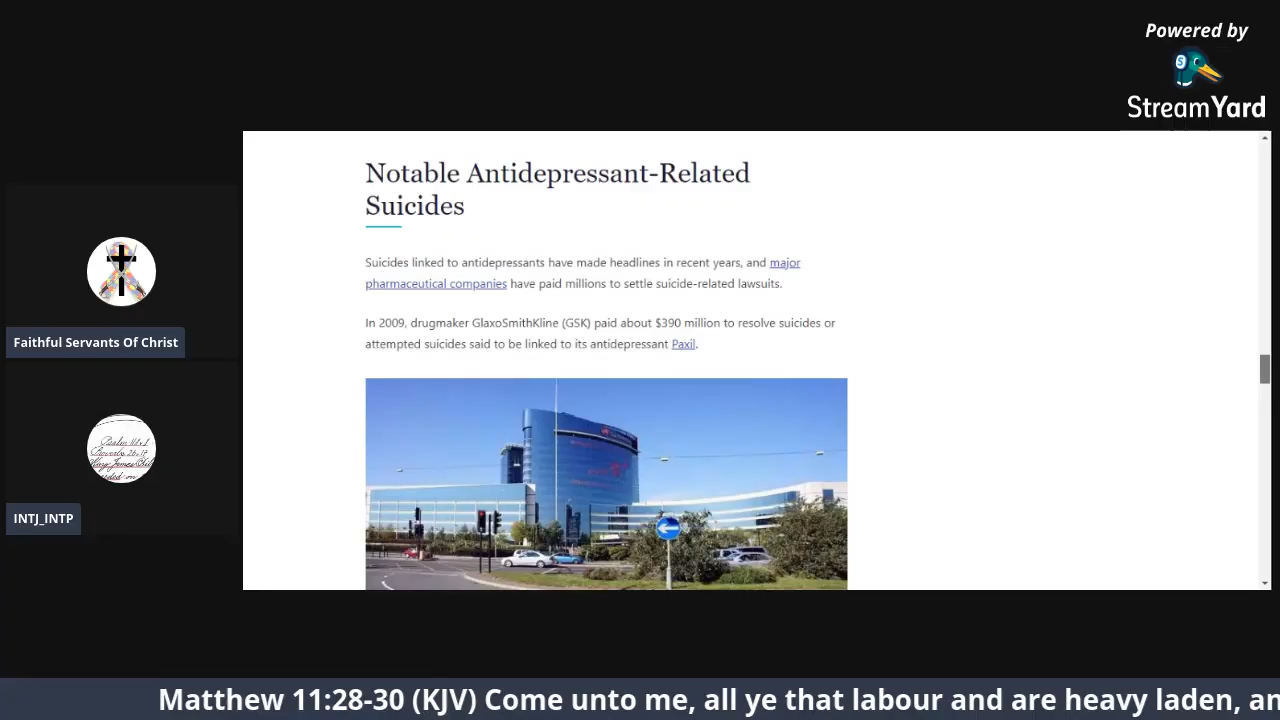 Powered by
StreamYard
Notable Antidepressant-Related
Suicides
Suicides linked to antidepressants have made headlines in recent years, and major
pharmaceutical companies have paid millions to settle suicide-related lawsuits.
In 2009, drugmaker GlaxoSmithKline (GSK) paid about $390 million to resolve suicides or
attempted suicides said to be linked to its antidepressant Paxil.
Faithful Servants Of Christ
INTJ_INTP
Matthew 11:28-30 (KJV) Come unto me, all ye that labour and are heavy laden, an